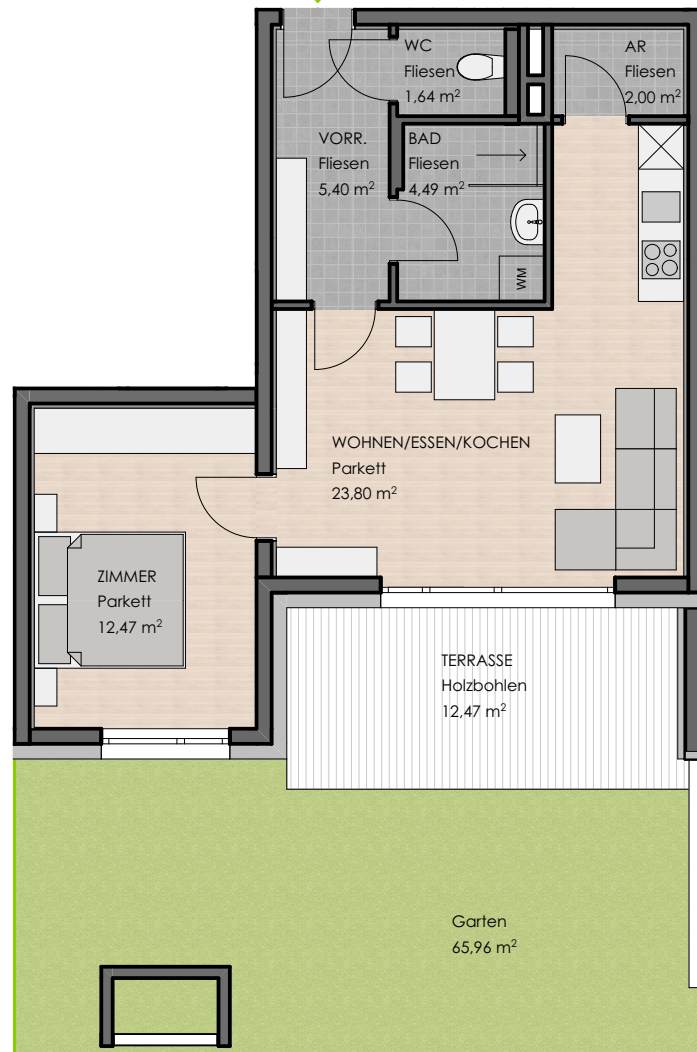 WC
Fliesen
1,64 m²
AR
Fliesen
2,00 m²
VORR.
Fliesen
5,40 m²
BAD
Fliesen
4,49 m²
WM
WOHNEN/ESSEN/KOCHEN
Parkett
23,80 m²
ZIMMER
Parkett
12,47 m²
TERRASSE
Holzbohlen
12,47 m²
Garten
65,96 m²